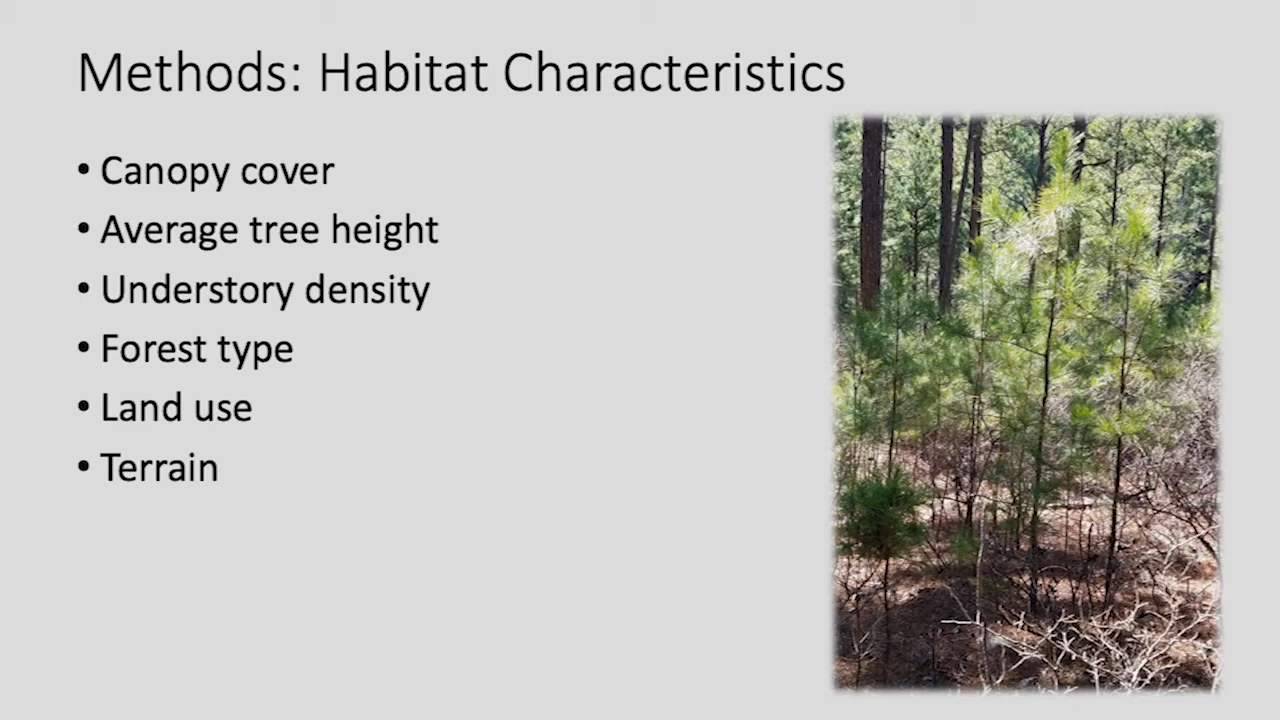 Methods: Habitat Characteristics
• Canopy cover
• Average tree height
• Understory density
• Forest type
• Land use
• Terrain